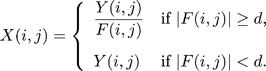 X(i,j) = { Y(i,j) / F(i,j) if |F(i,j)| ≥ d,
Y(i,j) if |F(i,j)| < d.